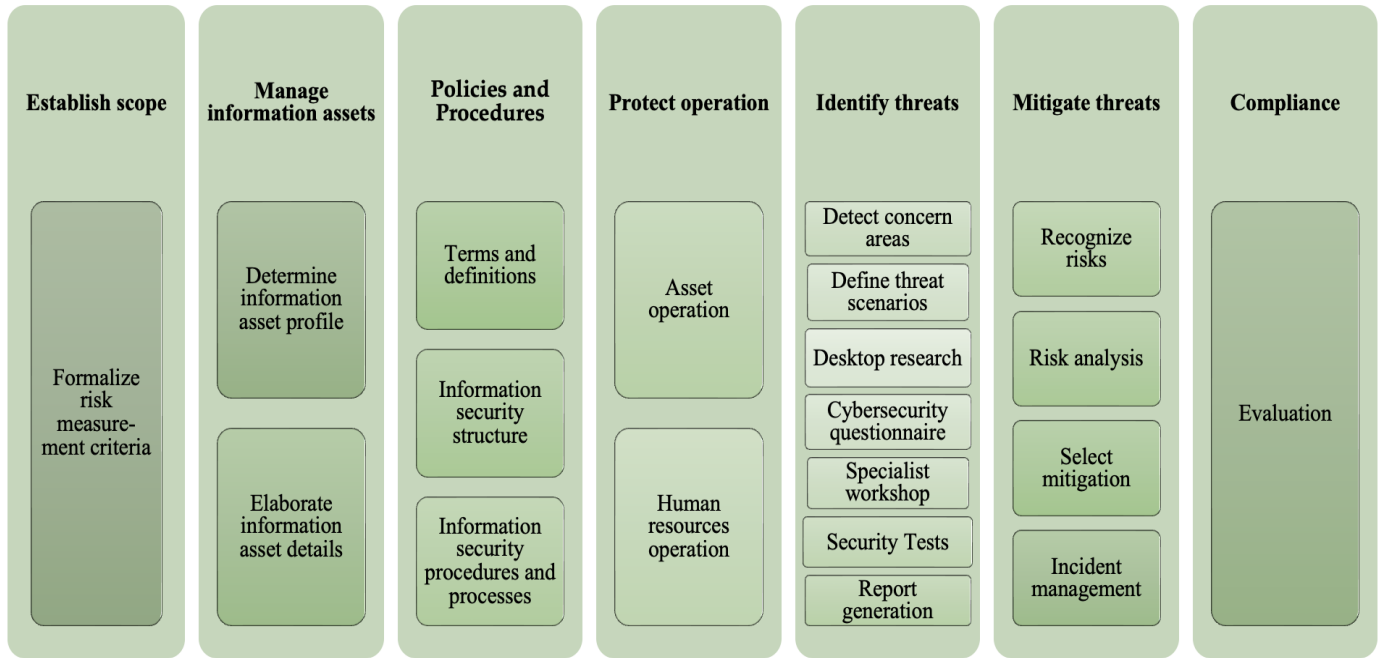 Establish scope
Formalize
risk
measure-
ment criteria
Manage
information assets
Determine
information
asset profile
Elaborate
information
asset details
Policies and
Procedures
Terms and
definitions
Information
security
structure
Information
security
procedures and
processes
Protect operation
Asset
operation
Human
resources
operation
Identify threats
Detect concern
areas
Define threat
scenarios
Desktop research
Cybersecurity
questionnaire
Specialist
workshop
Security Tests
Report
generation
Mitigate threats
Recognize
risks
Risk analysis
Select
mitigation
Incident
management
Compliance
Evaluation